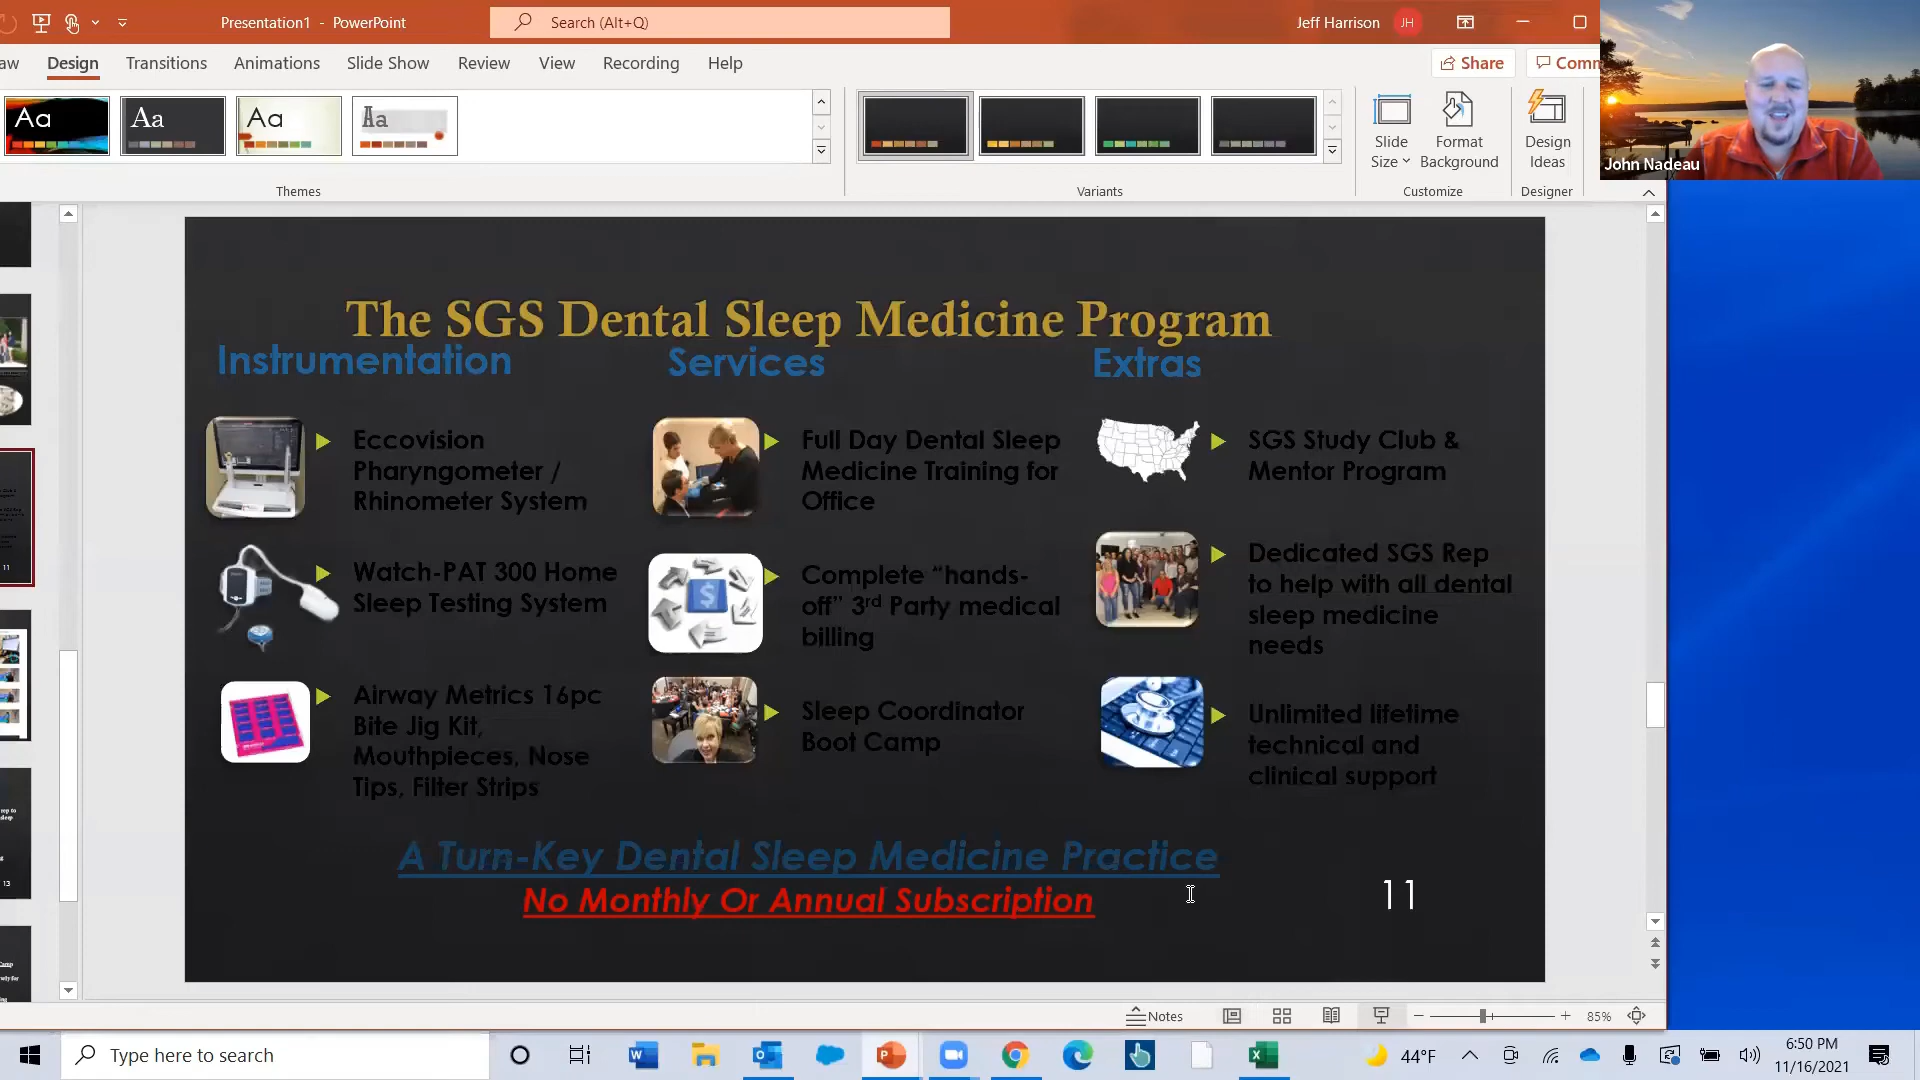 Presentation1 - PowerPoint
Search (Alt+Q)
Jeff Harrison
JH
aw
Design
Transitions
Animations
Slide Show
Review
View
Recording
Help
Share
Comm
Aa
Aa
Aa
Aa
Slide
Size
Format
Background
Design
Ideas
Themes
Variants
Customize
Designer
John Nadeau
The SGS Dental Sleep Medicine Program
Instrumentation
Eccovision
Pharyngometer /
Rhinometer System
Watch-PAT 300 Home
Sleep Testing System
Airway Metrics 16pc
Bite Jig Kit,
Mouthpieces, Nose
Tips, Filter Strips
Services
Full Day Dental Sleep
Medicine Training for
Office
Complete “hands-
off” 3rd Party medical
billing
Sleep Coordinator
Boot Camp
Extras
SGS Study Club &
Mentor Program
Dedicated SGS Rep
to help with all dental
sleep medicine
needs
Unlimited lifetime
technical and
clinical support
A Turn-Key Dental Sleep Medicine Practice
No Monthly Or Annual Subscription
11
11
13
Notes
85%
Type here to search
44°F
6:50 PM
11/16/2021